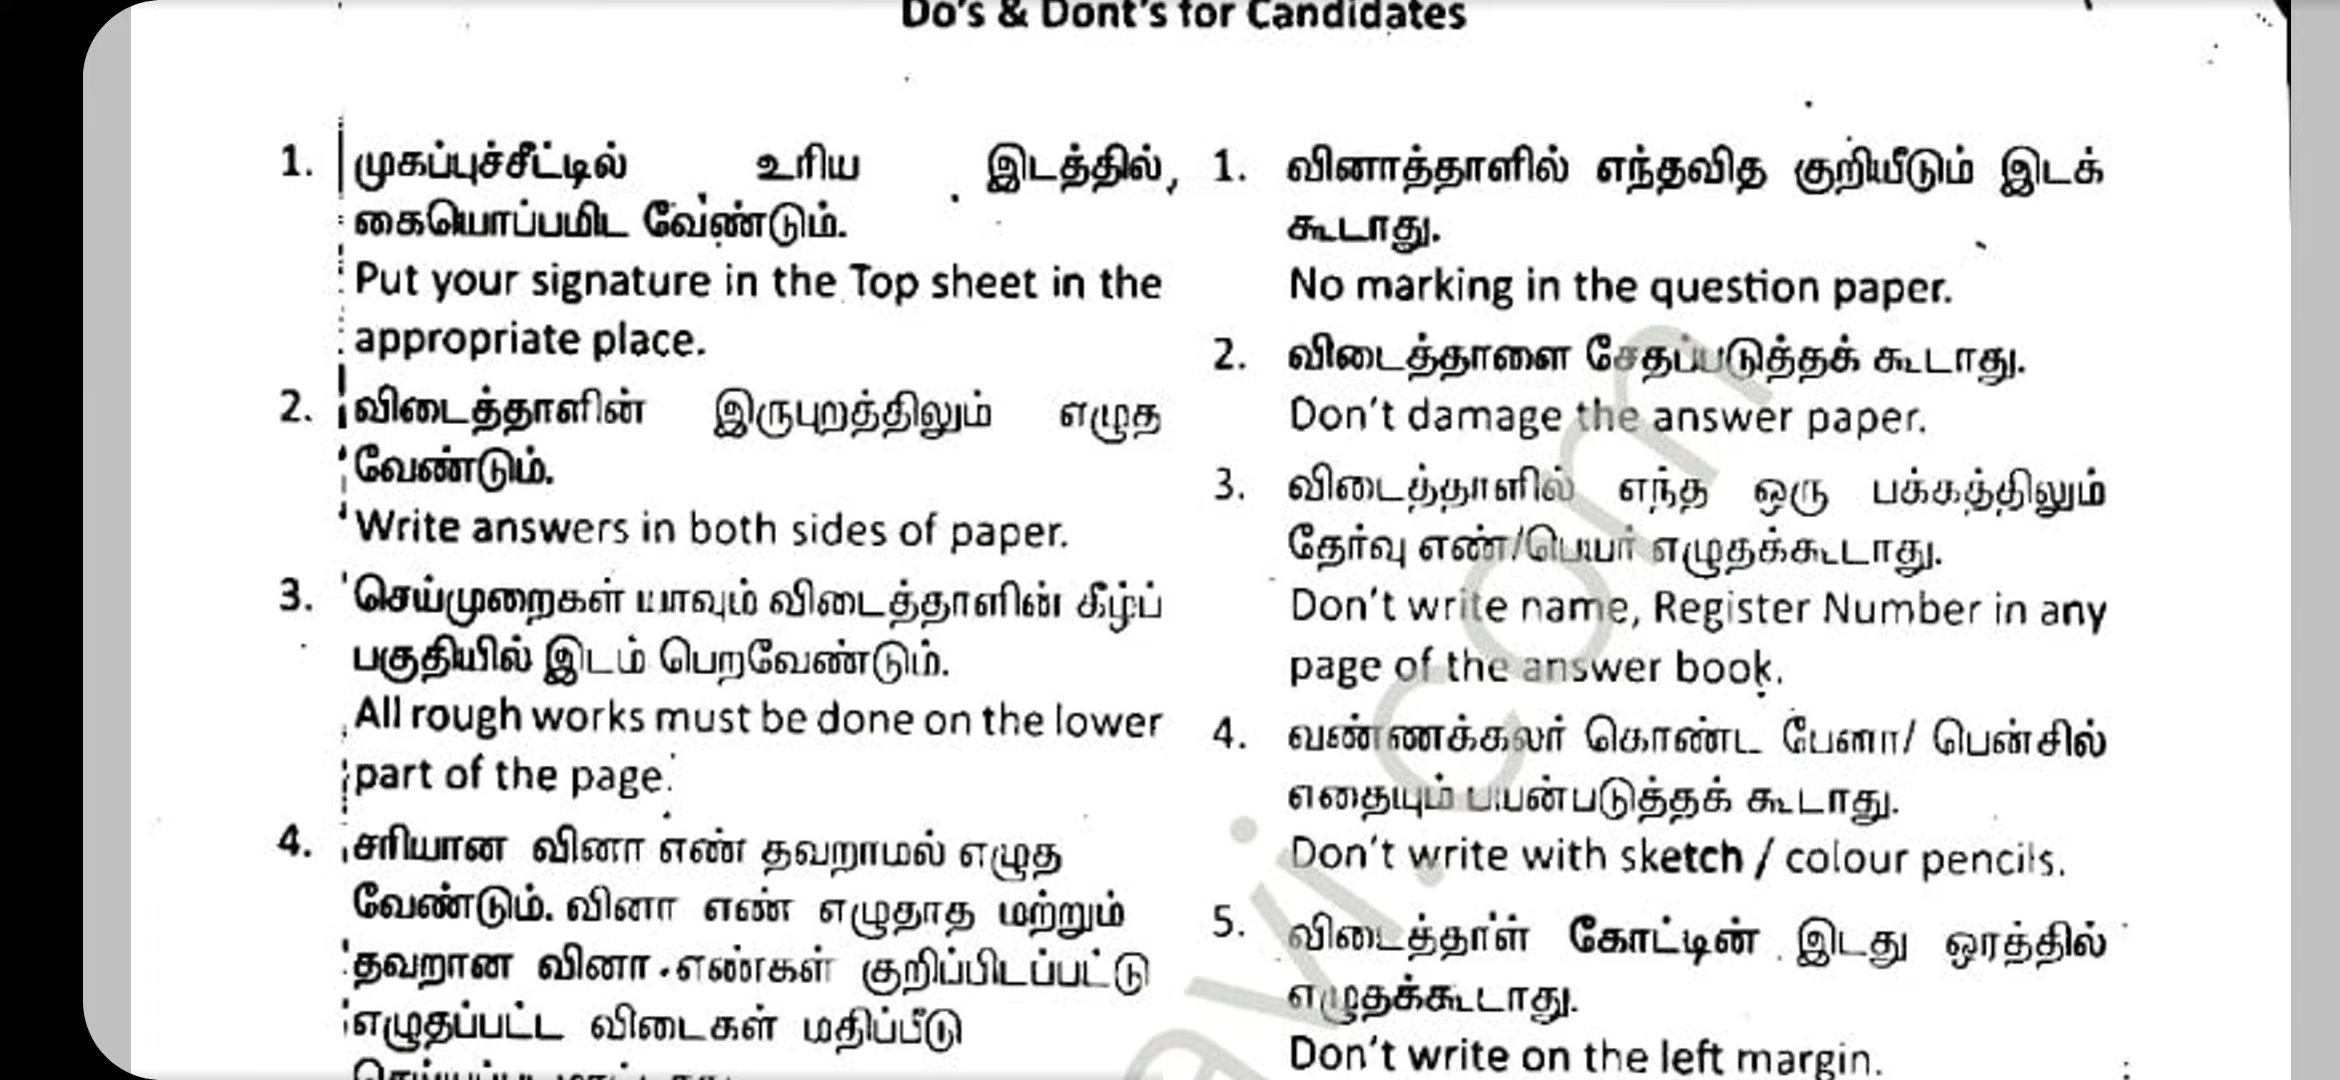 Do's & Dont's for Candidates
1. முகப்புச்சீட்டில் உரிய இடத்தில்,
கையொப்பமிட வேண்டும்.
Put your signature in the Top sheet in the
appropriate place.
2. விடைத்தாளின் இருபுறத்திலும் எழுத
வேண்டும்.
Write answers in both sides of paper.
3. செய்முறைகள் யாவும் விடைத்தாளின் கீழ்ப்
பகுதியில் இடம் பெறவேண்டும்.
All rough works must be done on the lower
part of the page.
4. சரியான வினா எண் தவறாமல் எழுத
வேண்டும். வினா எண் எழுதாத மற்றும்
தவறான வினா எண்கள் குறிப்பிடப்பட்டு
எழுதப்பட்ட விடைகள் மதிப்பீடு
1. வினாத்தாளில் எந்தவித குறியீடும் இடக்
கூடாது.
No marking in the question paper.
2. விடைத்தாளை சேதப்படுத்தக் கூடாது.
Don't damage the answer paper.
3. விடைத்தாளில் எந்த ஒரு பக்கத்திலும்
தேர்வு எண்/பெயர் எழுதக்கூடாது.
Don't write name, Register Number in any
page of the answer book.
4. வண்ணக்கலர் கொண்ட பேனா/ பென்சில்
எதையும் பயன்படுத்தக் கூடாது.
Don't write with sketch / colour pencils.
5. விடைத்தாள் கோட்டின் இடது ஓரத்தில்
எழுதக்கூடாது.
Don't write on the left margin.
avi.com